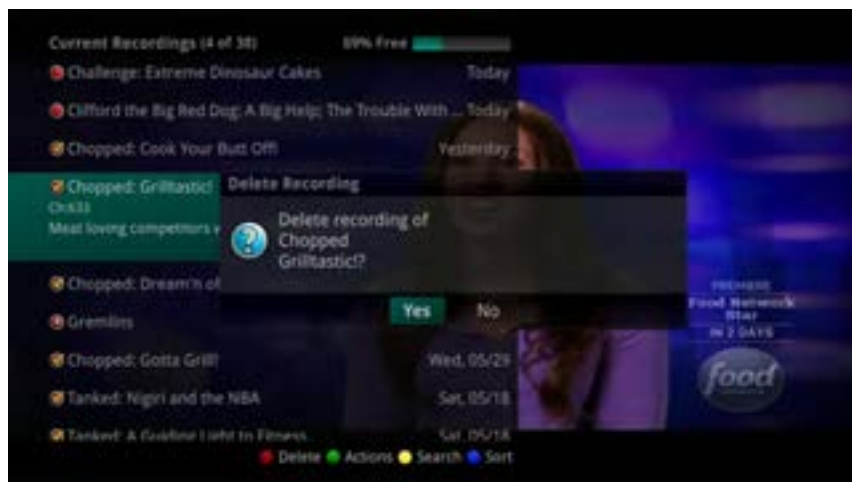 Current Recordings (4 of 38) 89% Free
Challenge: Extreme Dinosaur Cakes Today
Clifford the Big Red Dog: A Big Help; The Trouble With ... Today
Chopped: Cook Your Butt Off! Yesterday
Chopped: Grilltastic! Delete Recording
Meat loving competitors
Delete recording of
Chopped
Grilltastic!?
Chopped: Dream'n of
Yes No
Gremlins
Chopped: Gotta Grill! Wed, 05/29
Tanked: Nigiri and the NBA Sat, 05/18
Tanked: A Guiding Light to Fitness Sat, 05/18
Delete Actions Search Sort
PREMIERE
Food Network
Star
IN 2 DAYS
food